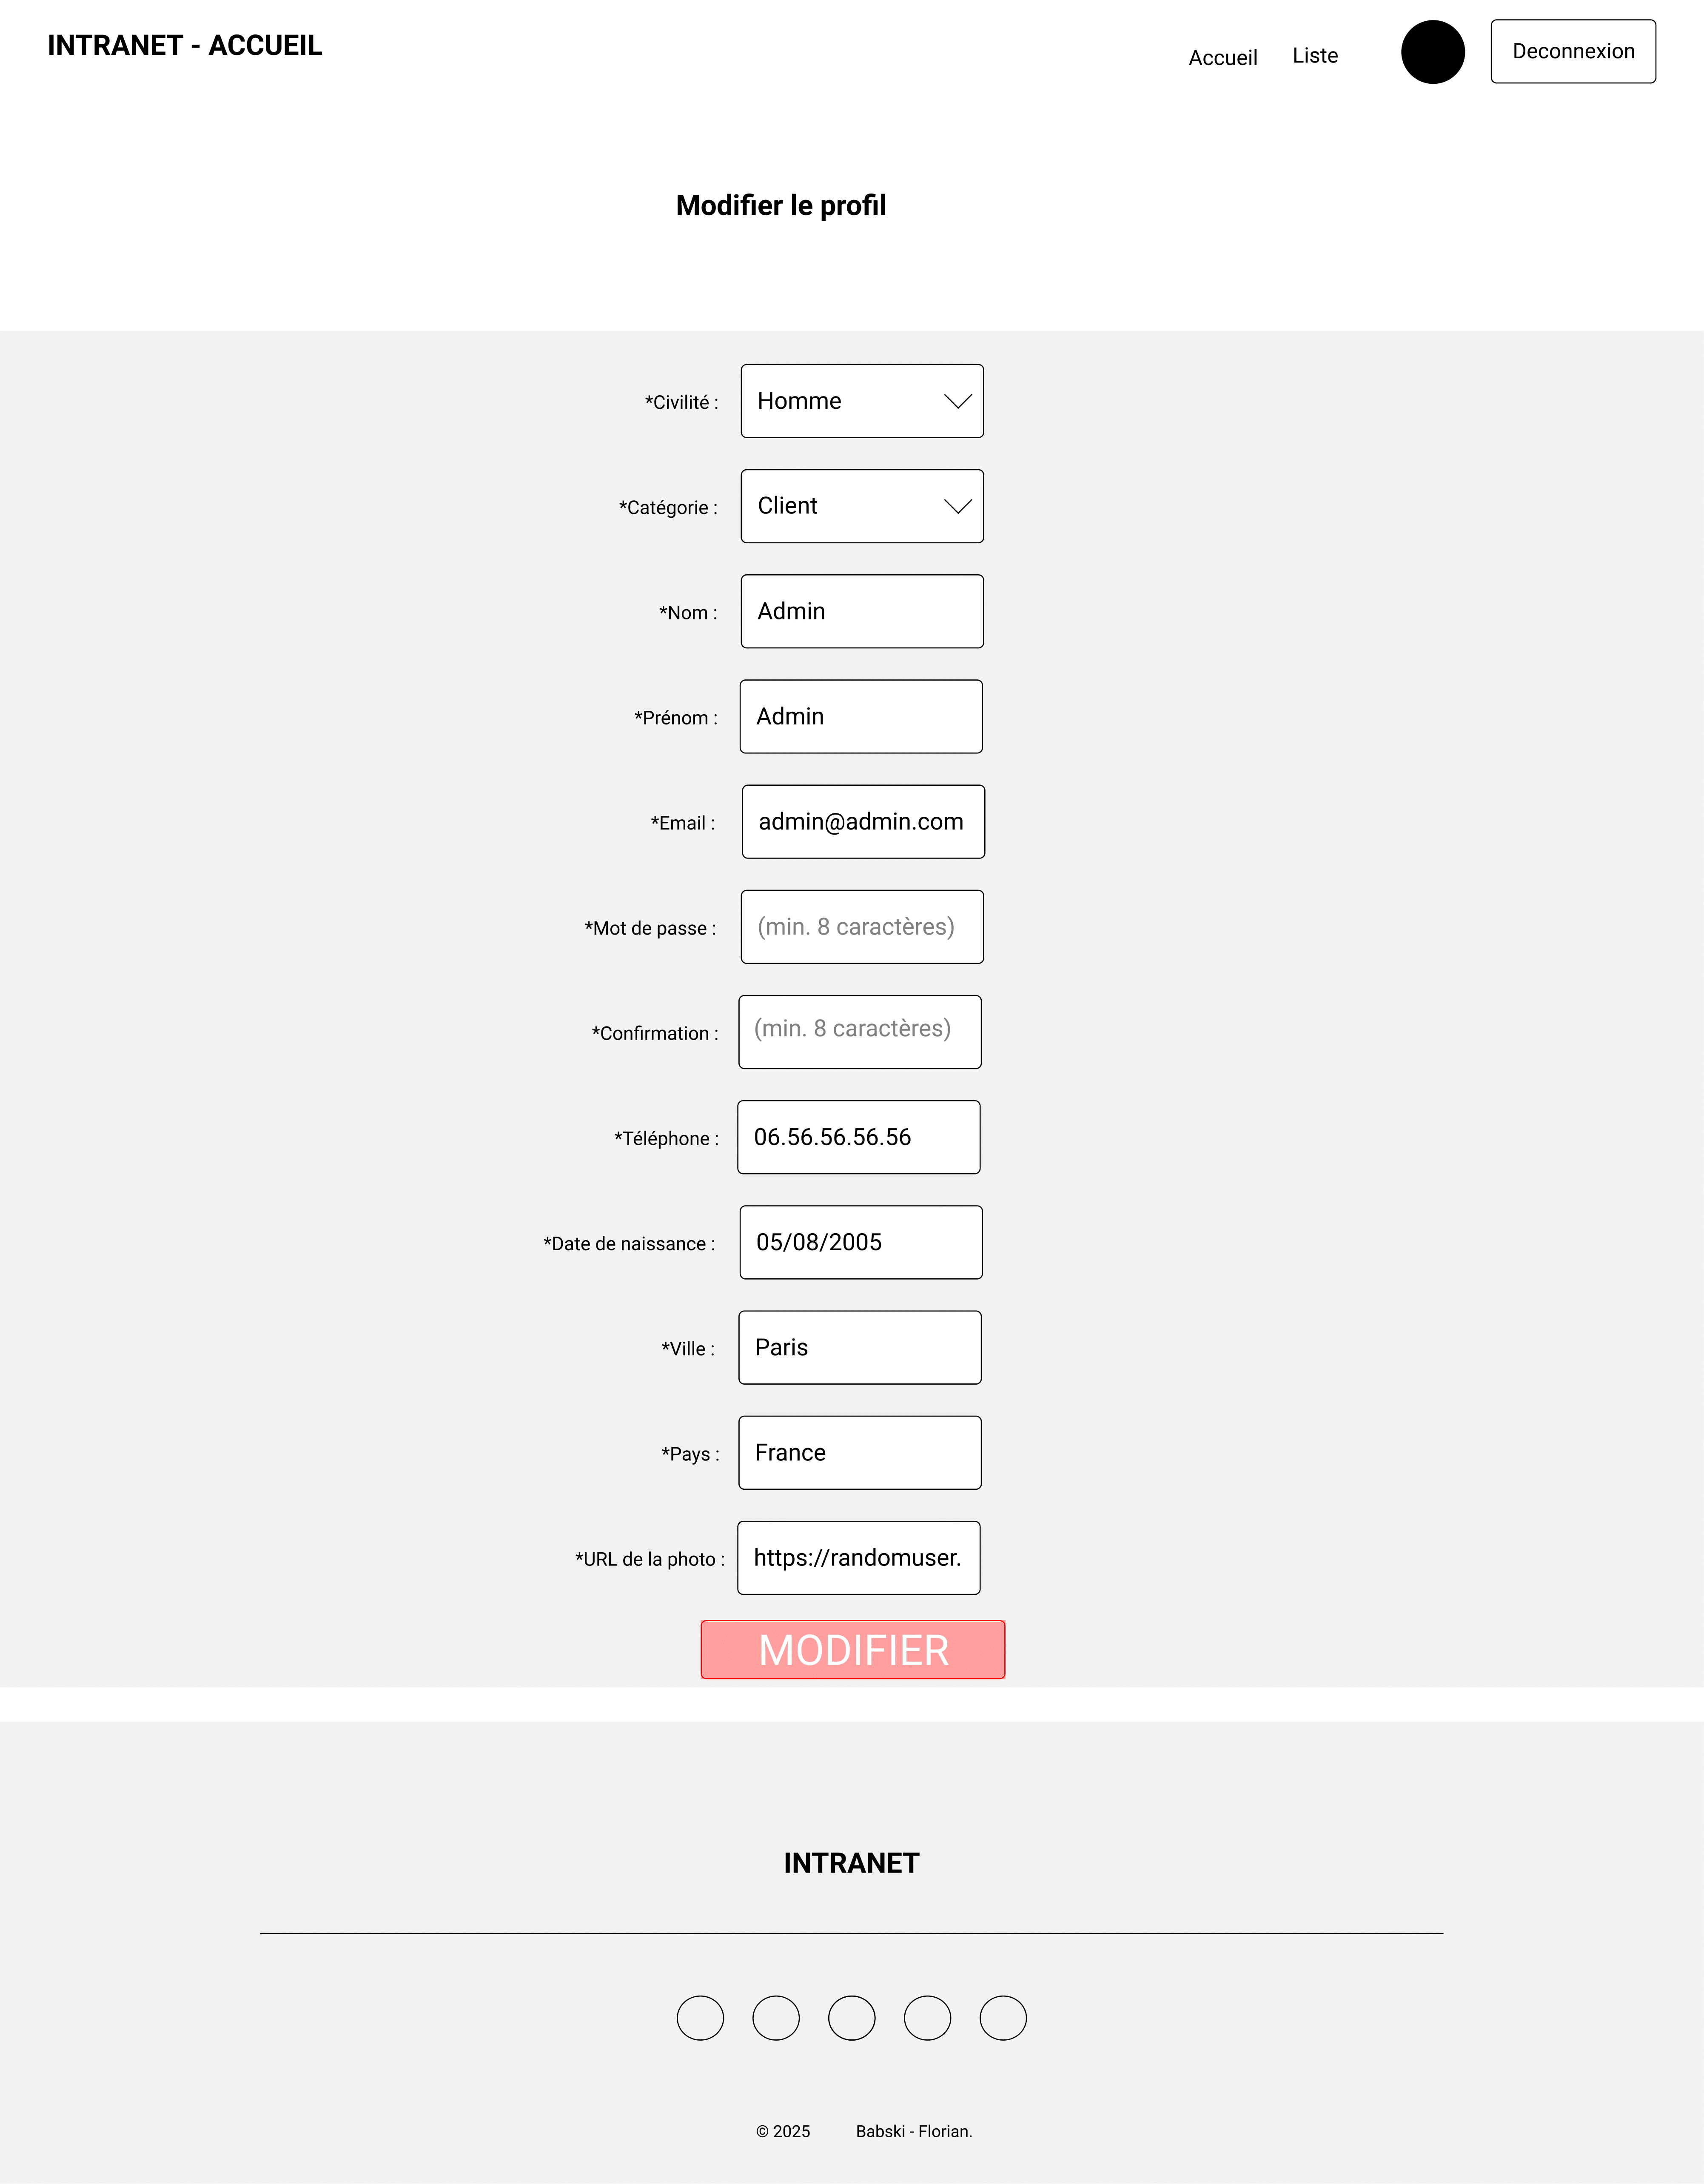 INTRANET - ACCUEIL
Accueil
Liste
Deconnexion
Modifier le profil
*Civilité : Homme
*Catégorie : Client
*Nom : Admin
*Prénom : Admin
*Email : admin@admin.com
*Mot de passe : (min. 8 caractères)
*Confirmation : (min. 8 caractères)
*Téléphone : 06.56.56.56.56
*Date de naissance : 05/08/2005
*Ville : Paris
*Pays : France
*URL de la photo : https://randomuser.
MODIFIER
INTRANET
© 2025 Babski - Florian.